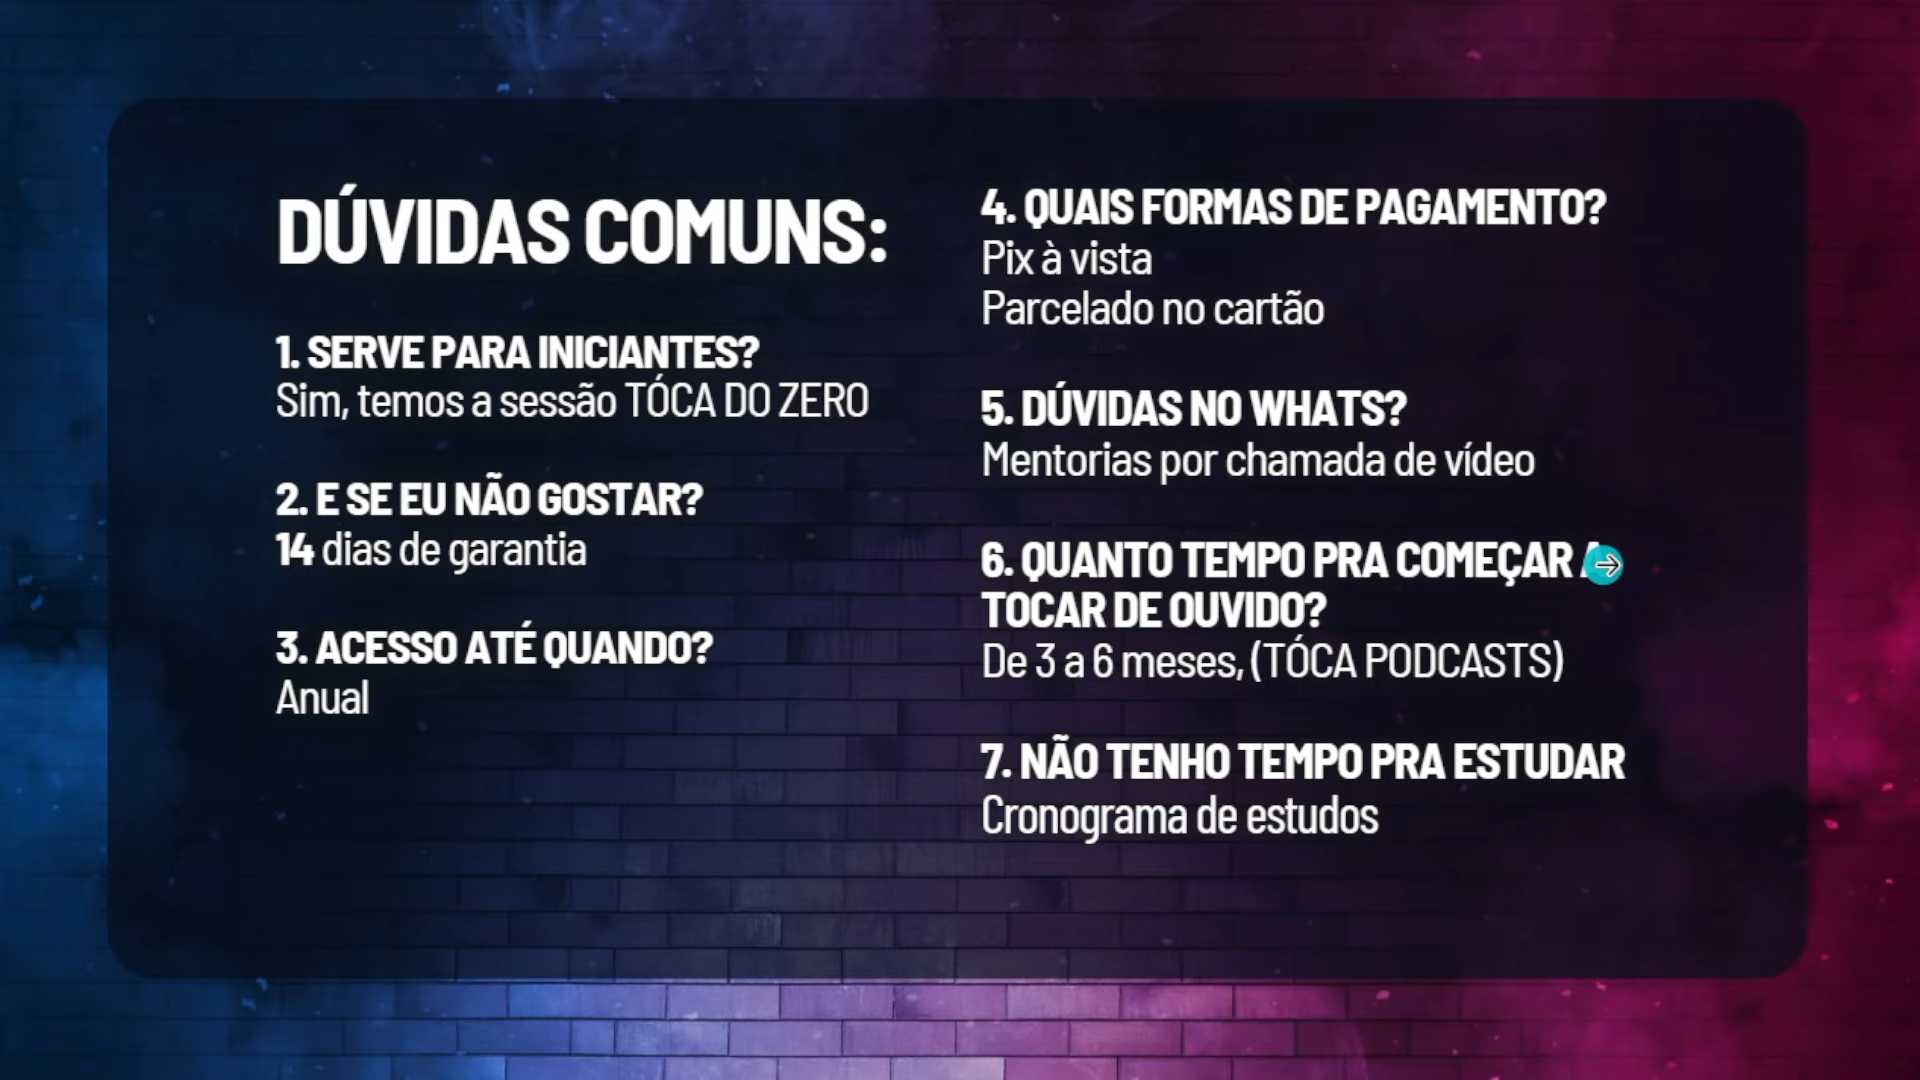 DÚVIDAS COMUNS:
1. SERVE PARA INICIANTES?
Sim, temos a sessão TÓCA DO ZERO
2. E SE EU NÃO GOSTAR?
14 dias de garantia
3. ACESSO ATÉ QUANDO?
Anual
4. QUAIS FORMAS DE PAGAMENTO?
Pix à vista
Parcelado no cartão
5. DÚVIDAS NO WHATS?
Mentorias por chamada de vídeo
6. QUANTO TEMPO PRA COMEÇAR A
TOCAR DE OUVIDO?
De 3 a 6 meses, (TÓCA PODCASTS)
7. NÃO TENHO TEMPO PRA ESTUDAR
Cronograma de estudos